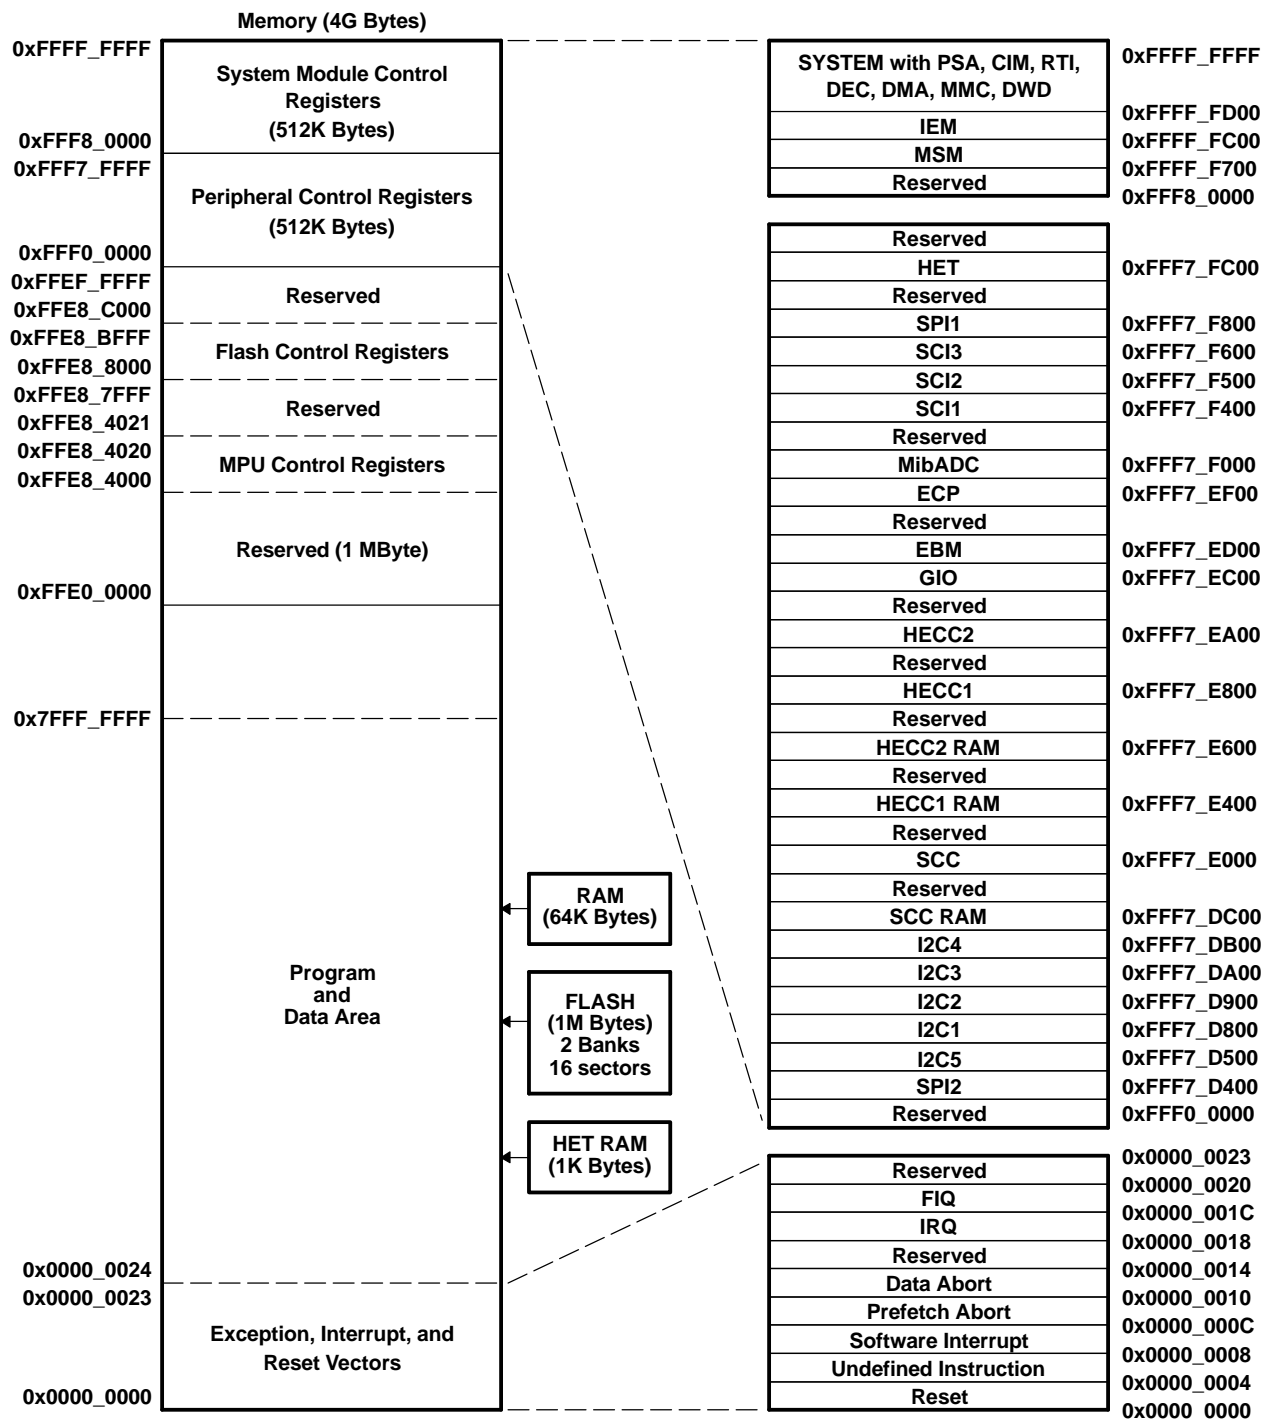 Memory (4G Bytes)
0xFFFF_FFFF
System Module Control
Registers
(512K Bytes)
0xFFF8_0000
0xFFF7_FFFF
Peripheral Control Registers
(512K Bytes)
0xFFF0_0000
0xFFEF_FFFF
Reserved
0xFFE8_C000
0xFFE8_BFFF
Flash Control Registers
0xFFE8_8000
0xFFE8_7FFF
Reserved
0xFFE8_4021
0xFFE8_4020
MPU Control Registers
0xFFE8_4000
Reserved (1 MByte)
0xFFE0_0000
0x7FFF_FFFF
Program
and
Data Area
0x0000_0024
0x0000_0023
Exception, Interrupt, and
Reset Vectors
0x0000_0000
RAM
(64K Bytes)
FLASH
(1M Bytes)
2 Banks
16 sectors
HET RAM
(1K Bytes)
SYSTEM with PSA, CIM, RTI,
DEC, DMA, MMC, DWD
0xFFFF_FFFF
0xFFFF_FD00
IEM
0xFFFF_FC00
MSM
0xFFFF_F700
Reserved
0xFFF8_0000
Reserved
HET 0xFFF7_FC00
Reserved
SPI1 0xFFF7_F800
SCI3 0xFFF7_F600
SCI2 0xFFF7_F500
SCI1 0xFFF7_F400
Reserved
MibADC 0xFFF7_F000
ECP 0xFFF7_EF00
Reserved
EBM 0xFFF7_ED00
GIO 0xFFF7_EC00
Reserved
HECC2 0xFFF7_EA00
Reserved
HECC1 0xFFF7_E800
Reserved
HECC2 RAM 0xFFF7_E600
Reserved
HECC1 RAM 0xFFF7_E400
Reserved
SCC 0xFFF7_E000
Reserved
SCC RAM 0xFFF7_DC00
I2C4 0xFFF7_DB00
I2C3 0xFFF7_DA00
I2C2 0xFFF7_D900
I2C1 0xFFF7_D800
I2C5 0xFFF7_D500
SPI2 0xFFF7_D400
Reserved 0xFFF0_0000
0x0000_0023
Reserved
0x0000_0020
FIQ
0x0000_001C
IRQ
0x0000_0018
Reserved
0x0000_0014
Data Abort
0x0000_0010
Prefetch Abort
0x0000_000C
Software Interrupt
0x0000_0008
Undefined Instruction
0x0000_0004
Reset
0x0000_0000